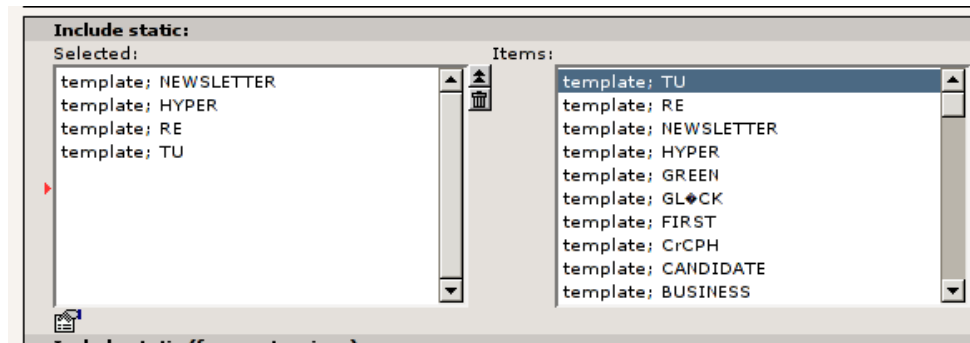 Include static:
Selected:
Items:
template; NEWSLETTER
template; HYPER
template; RE
template; TU
template; TU
template; RE
template; NEWSLETTER
template; HYPER
template; GREEN
template; GL�CK
template; FIRST
template; CrCPH
template; CANDIDATE
template; BUSINESS